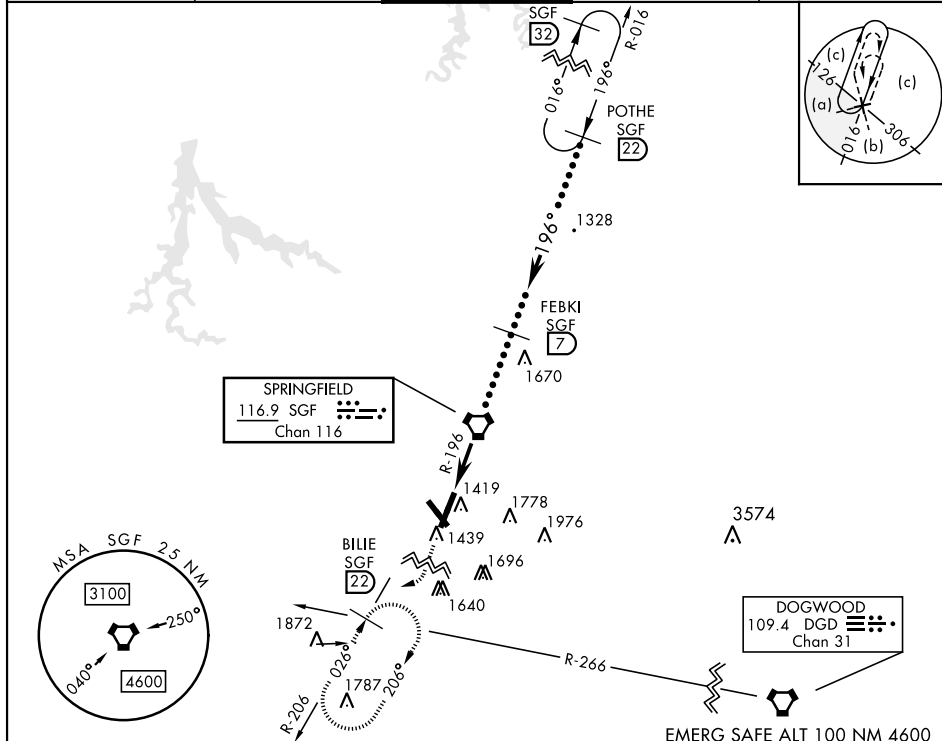 SGF
32
R-016
016°
196°
POTHE
SGF
22
(c)
(c)
126
(a)
016
(b)
306
196°
1328
FEBKI
SGF
7
1670
SPRINGFIELD
116.9 SGF
Chan 116
R-196
1419
1778
1976
3574
1439
1696
1640
BILIE
SGF
22
MSA SGF 25 NM
3100
250°
040°
4600
1872
026°
206°
1787
R-206
R-266
DOGWOOD
109.4 DGD
Chan 31
EMERG SAFE ALT 100 NM 4600